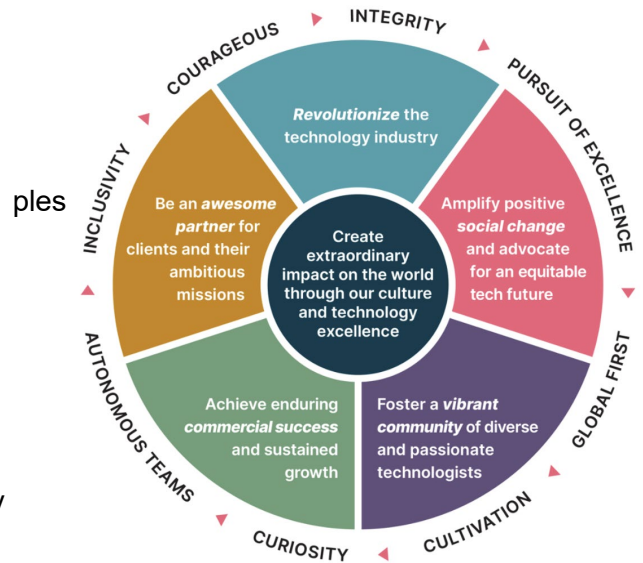 INTEGRITY
PURSUIT OF EXCELLENCE
GLOBAL FIRST
CULTIVATION
CURIOSITY
AUTONOMOUS TEAMS
INCLUSIVITY
COURAGEOUS
Revolutionize the
technology industry
Amplify positive
social change
and advocate
for an equitable
tech future
Foster a vibrant
community of diverse
and passionate
technologists
Achieve enduring
commercial success
and sustained
growth
Be an awesome
partner for
clients and their
ambitious
missions
Create
extraordinary
impact on the world
through our culture
and technology
excellence
ples